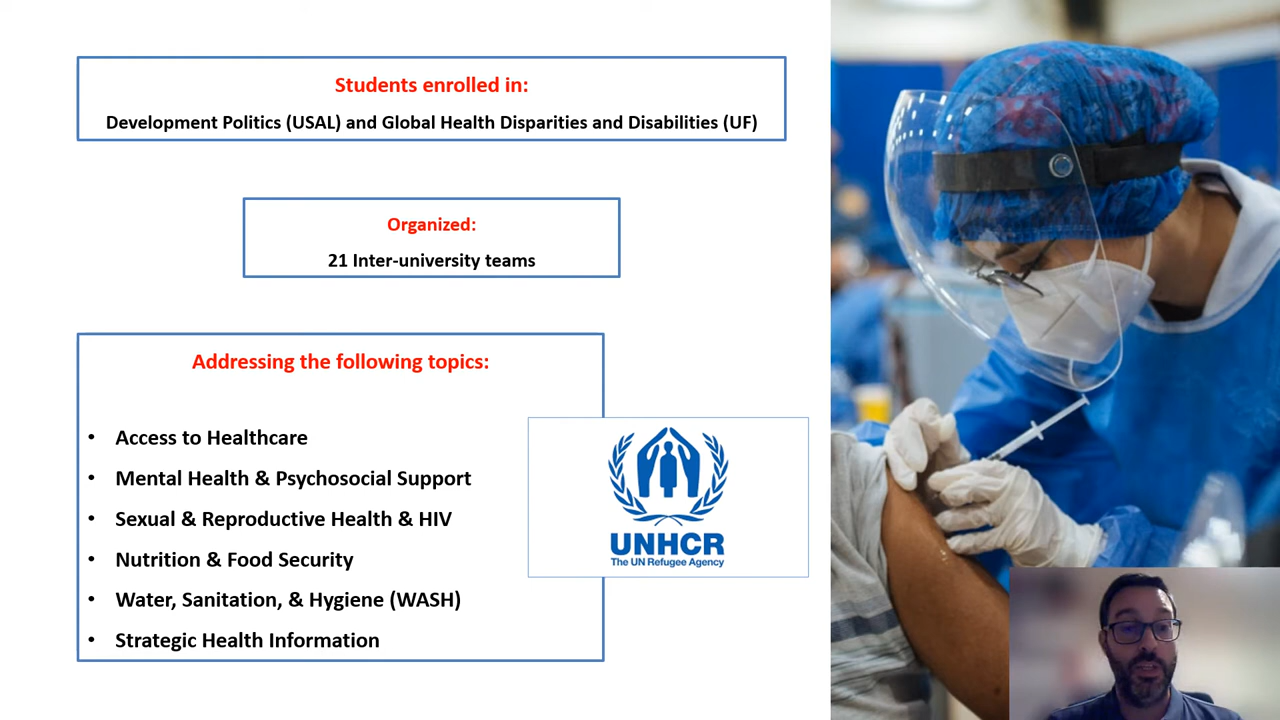 Students enrolled in:
Development Politics (USAL) and Global Health Disparities and Disabilities (UF)
Organized:
21 Inter-university teams
Addressing the following topics:
• Access to Healthcare
• Mental Health & Psychosocial Support
• Sexual & Reproductive Health & HIV
• Nutrition & Food Security
• Water, Sanitation, & Hygiene (WASH)
• Strategic Health Information
UNHCR
The UN Refugee Agency